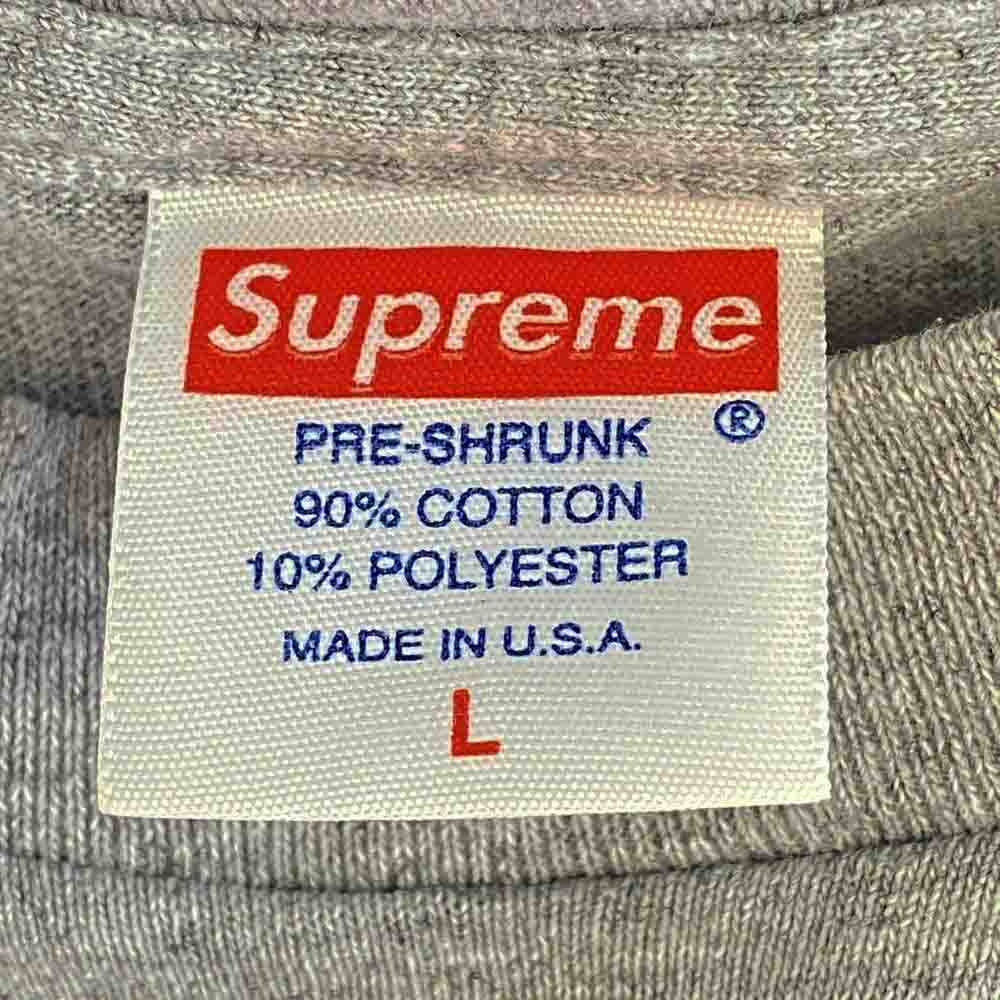 Supreme
®
PRE-SHRUNK
90% COTTON
10% POLYESTER
MADE IN U.S.A.
L